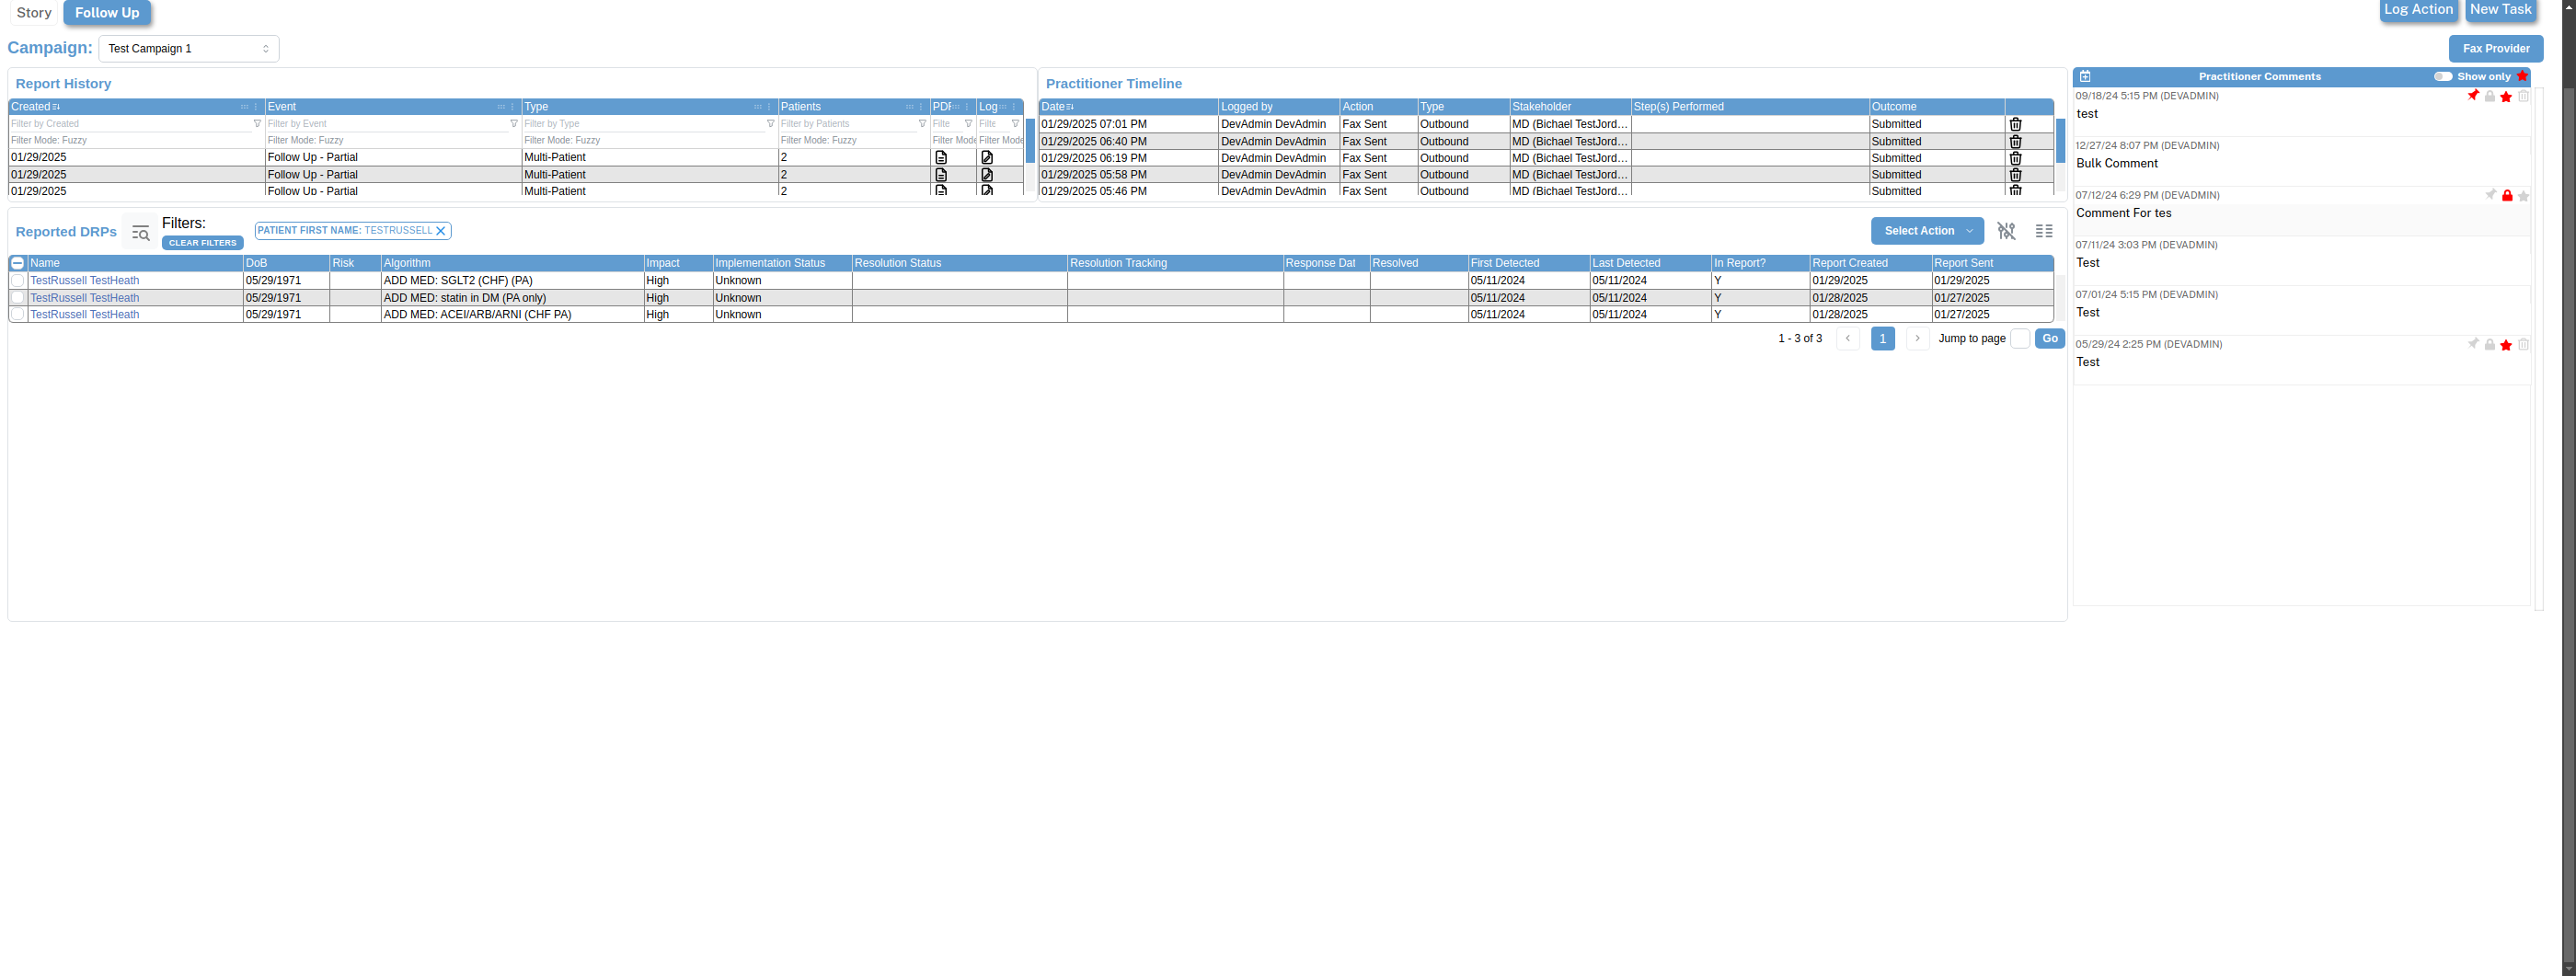 Story Follow Up Log Action New Task
Campaign: Test Campaign 1 Fax Provider
Report History
Created Event Type Patients PDF Log
Filter by Created Filter by Event Filter by Type Filter by Patients Filte Filte
Filter Mode: Fuzzy Filter Mode: Fuzzy Filter Mode: Fuzzy Filter Mode: Fuzzy Filter Mode Filter Mode
01/29/2025 Follow Up - Partial Multi-Patient 2
01/29/2025 Follow Up - Partial Multi-Patient 2
01/29/2025 Follow Up - Partial Multi-Patient 2
Practitioner Timeline
Date Logged by Action Type Stakeholder Step(s) Performed Outcome
01/29/2025 07:01 PM DevAdmin DevAdmin Fax Sent Outbound MD (Bichael TestJord... Submitted
01/29/2025 06:40 PM DevAdmin DevAdmin Fax Sent Outbound MD (Bichael TestJord... Submitted
01/29/2025 06:19 PM DevAdmin DevAdmin Fax Sent Outbound MD (Bichael TestJord... Submitted
01/29/2025 05:58 PM DevAdmin DevAdmin Fax Sent Outbound MD (Bichael TestJord... Submitted
01/29/2025 05:46 PM DevAdmin DevAdmin Fax Sent Outbound MD (Bichael TestJord... Submitted
Reported DRPs Filters: CLEAR FILTERS PATIENT FIRST NAME: TESTRUSSELL Select Action
Name DoB Risk Algorithm Impact Implementation Status Resolution Status Resolution Tracking Response Dat Resolved First Detected Last Detected In Report? Report Created Report Sent
TestRussell TestHeath 05/29/1971 ADD MED: SGLT2 (CHF) (PA) High Unknown 05/11/2024 05/11/2024 Y 01/29/2025 01/29/2025
TestRussell TestHeath 05/29/1971 ADD MED: statin in DM (PA only) High Unknown 05/11/2024 05/11/2024 Y 01/28/2025 01/27/2025
TestRussell TestHeath 05/29/1971 ADD MED: ACEI/ARB/ARNI (CHF PA) High Unknown 05/11/2024 05/11/2024 Y 01/28/2025 01/27/2025
1 - 3 of 3 1 Jump to page Go
Practitioner Comments Show only
09/18/24 5:15 PM (DEVADMIN)
test
12/27/24 8:07 PM (DEVADMIN)
Bulk Comment
07/12/24 6:29 PM (DEVADMIN)
Comment For tes
07/11/24 3:03 PM (DEVADMIN)
Test
07/01/24 5:15 PM (DEVADMIN)
Test
05/29/24 2:25 PM (DEVADMIN)
Test